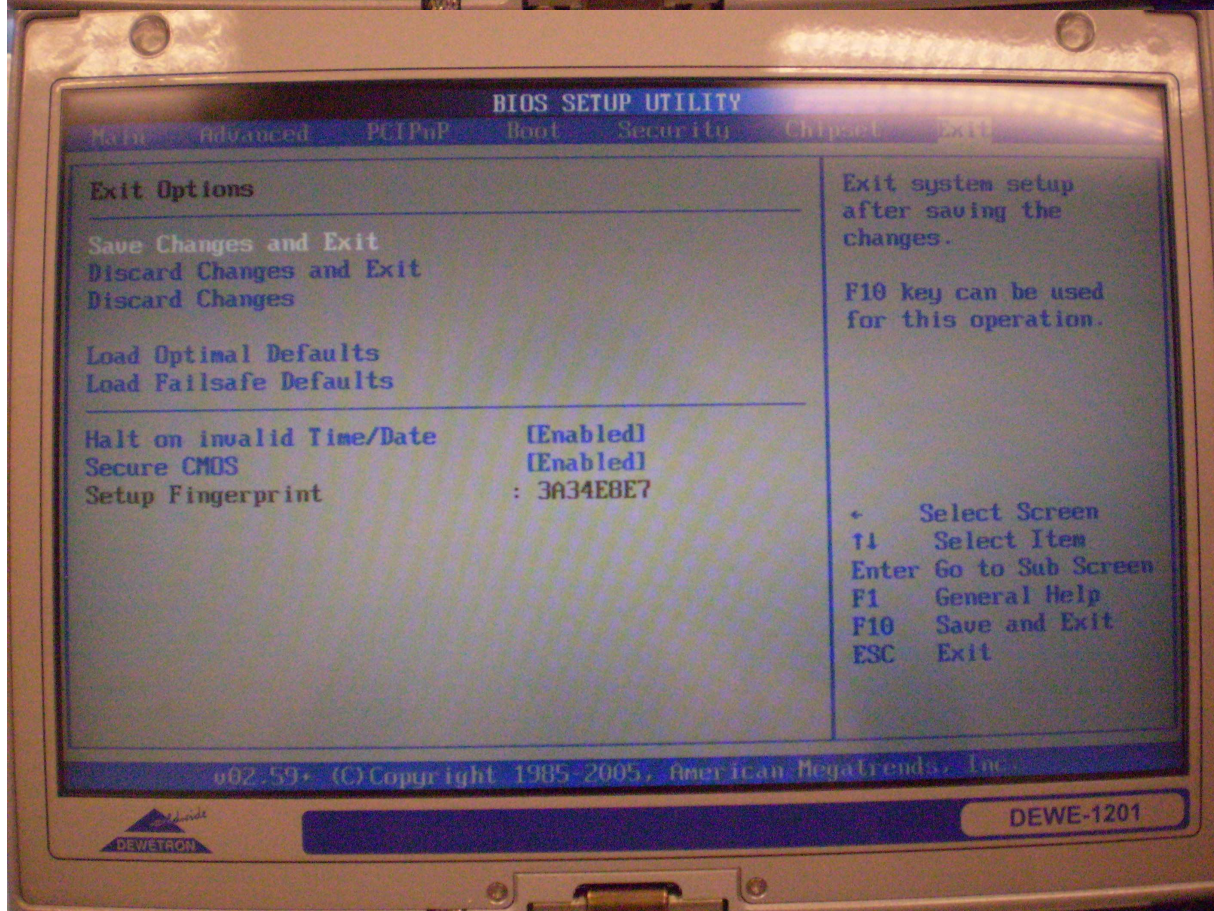 BIOS SETUP UTILITY
Main Advanced PCIPnP Boot Security Chipset Exit
Exit Options
Save Changes and Exit
Discard Changes and Exit
Discard Changes
Load Optimal Defaults
Load Failsafe Defaults
Halt on invalid Time/Date [Enabled]
Secure CMOS [Enabled]
Setup Fingerprint : 3A34E8E7
Exit system setup
after saving the
changes.
F10 key can be used
for this operation.
← Select Screen
↑↓ Select Item
Enter Go to Sub Screen
F1 General Help
F10 Save and Exit
ESC Exit
v02.59+ (C)Copyright 1985-2005, American Megatrends, Inc.
worldwide
DEWETRON
DEWE-1201